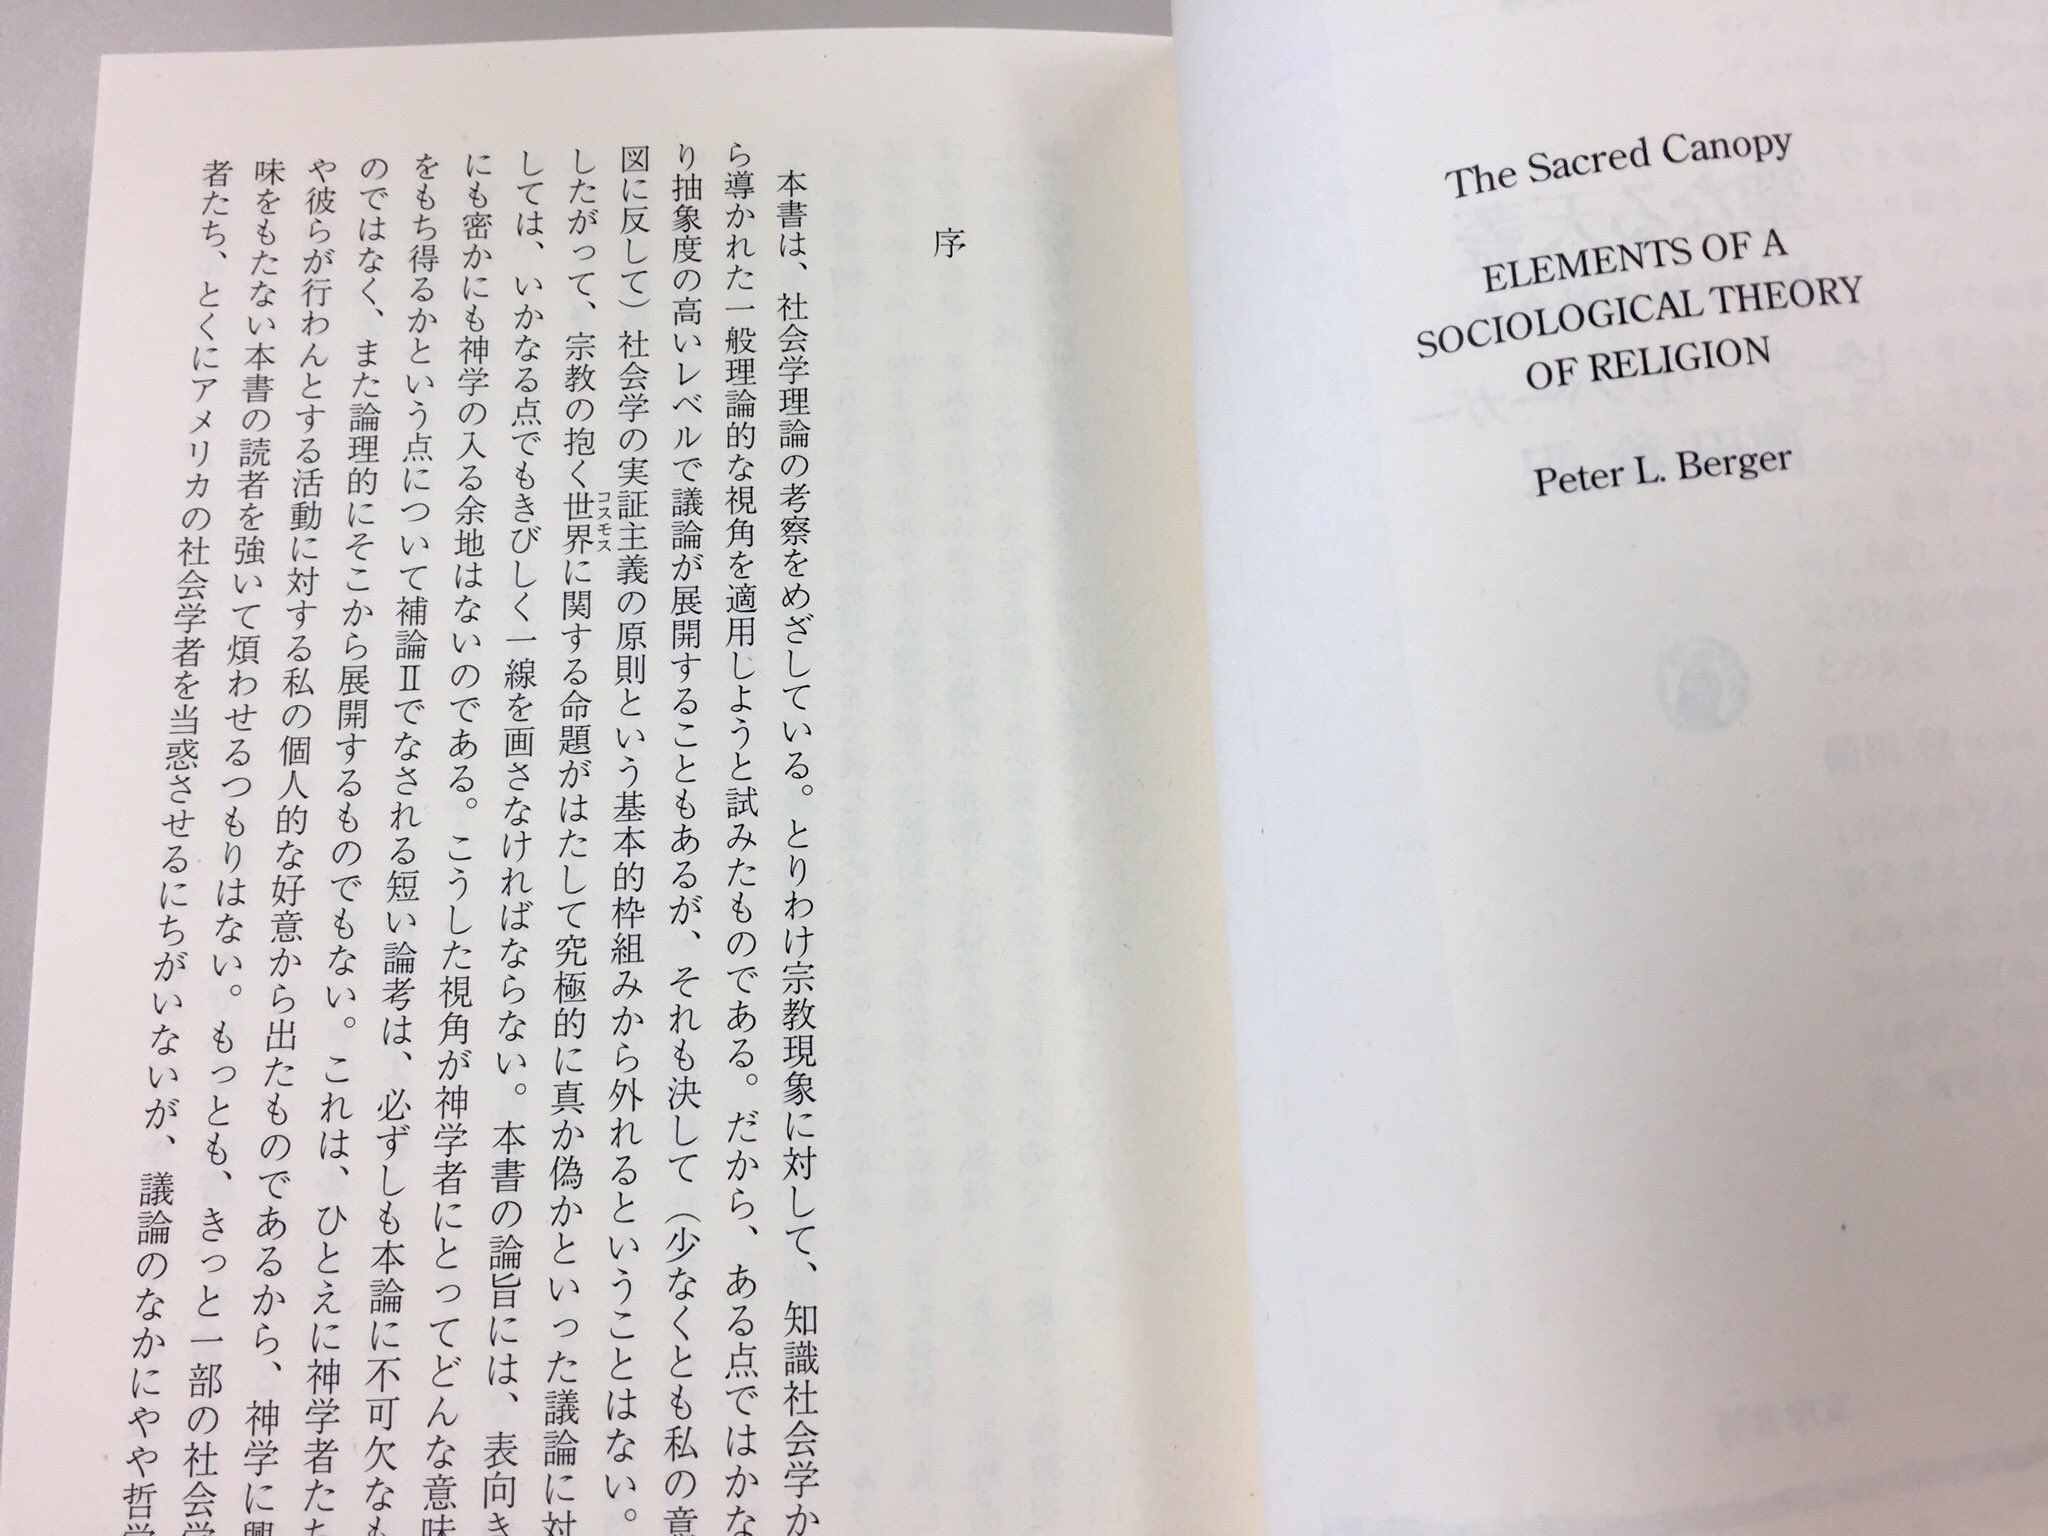 The Sacred Canopy
ELEMENTS OF A
SOCIOLOGICAL THEORY
OF RELIGION
Peter L. Berger
序
本書は、社会学理論の考察をめざしている。とりわけ宗教現象に対して、知識社会学か
ら導かれた一般理論的な視角を適用しようと試みたものである。だから、ある点ではかな
り抽象度の高いレベルで議論が展開することもあるが、それも決して（少なくとも私の意
図に反して）社会学の実証主義の原則という基本的枠組みから外れるということはない。
したがって、宗教の抱く世界に関する命題がはたして究極的に真か偽かといった議論に対
コスモス
しては、いかなる点でもきびしく一線を画さなければならない。本書の論旨には、表向き
にも密かにも神学の入る余地はないのである。こうした視角が神学者にとってどんな意味
をもち得るかという点について補論Ⅱでなされる短い論考は、必ずしも本論に不可欠なも
のではなく、また論理的にそこから展開するものでもない。これは、ひとえに神学者たち
や彼らが行わんとする活動に対する私の個人的な好意から出たものであるから、神学に興
味をもたない本書の読者を強いて煩わせるつもりはない。もっとも、きっと一部の社会学
者たち、とくにアメリカの社会学者を当惑させるにちがいないが、議論のなかにやや哲学